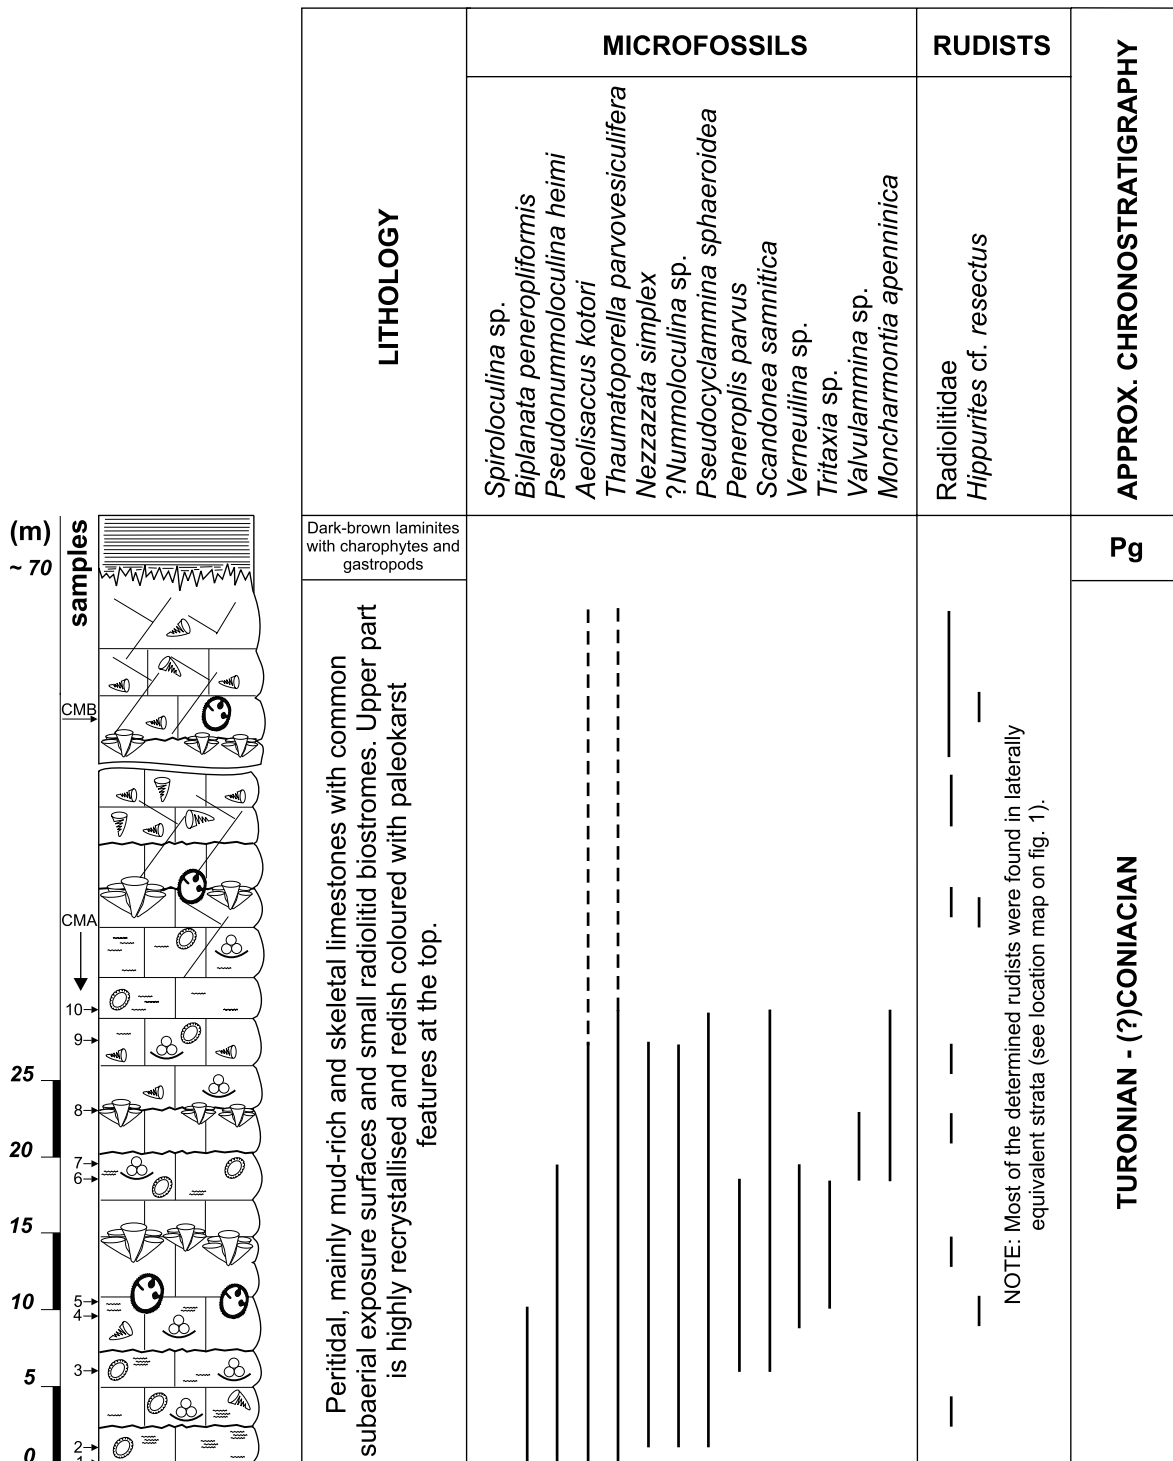 MICROFOSSILS
RUDISTS
LITHOLOGY
Spiroloculina sp.
Biplanata peneropliformis
Pseudonummoloculina heimi
Aeolisaccus kotori
Thaumatoporella parvovesiculifera
Nezzazata simplex
?Nummoloculina sp.
Pseudocyclammina sphaeroidea
Peneroplis parvus
Scandonea samnitica
Verneuilina sp.
Tritaxia sp.
Valvulammina sp.
Moncharmontia apenninica
Radiolitidae
Hippurites cf. resectus
APPROX. CHRONOSTRATIGRAPHY
(m)
samples
~ 70
Dark-brown laminites
with charophytes and
gastropods
Pg
CMB
CMA
10
9
25
8
20
7
6
15
5
10
4
3
5
2
0
1
Peritidal, mainly mud-rich and skeletal limestones with common
subaerial exposure surfaces and small radiolitid biostromes. Upper part
is highly recrystallised and redish coloured with paleokarst
features at the top.
NOTE: Most of the determined rudists were found in laterally
equivalent strata (see location map on fig. 1).
TURONIAN - (?)CONIACIAN